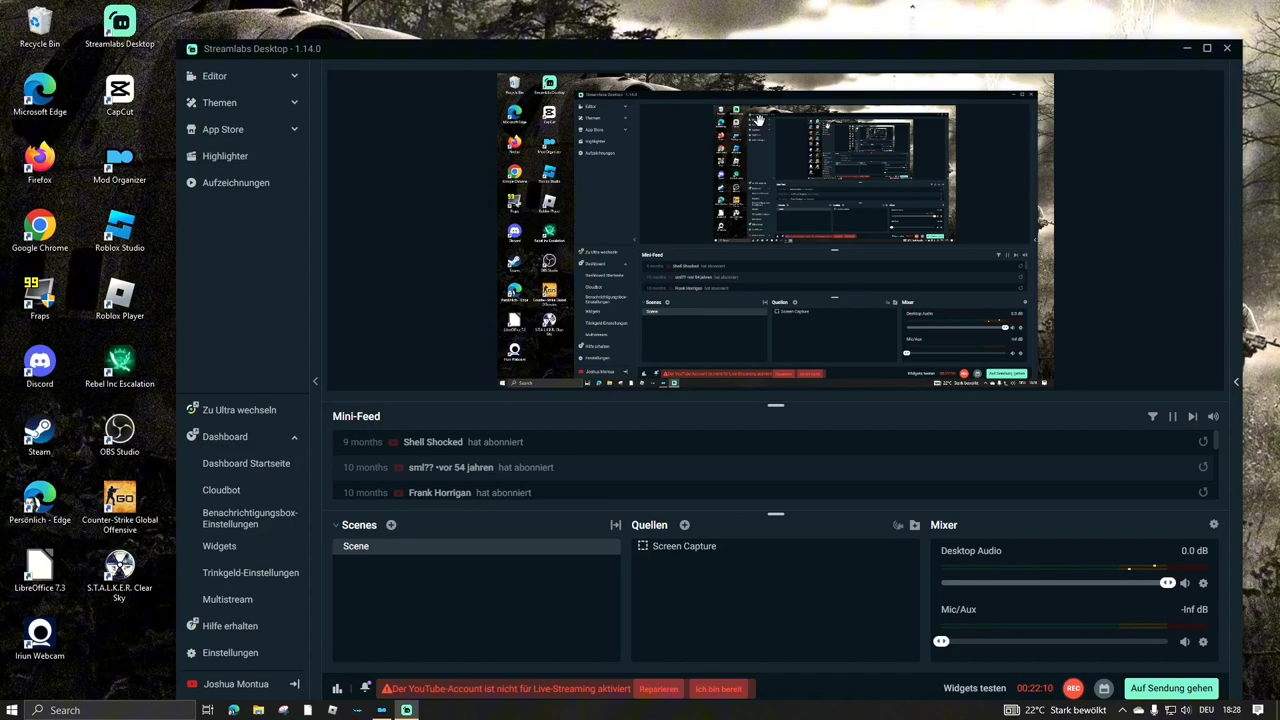 Recycle Bin
Streamlabs Desktop
Microsoft Edge
CapCut
Firefox
Mod Organizer
Google Chrome
Roblox Studio
99
Fraps
Roblox Player
Discord
Rebel Inc Escalation
Steam
OBS Studio
Persönlich - Edge
Counter-Strike Global
Offensive
LibreOffice 7.3
S.T.A.L.K.E.R. Clear
Sky
Iriun Webcam
Streamlabs Desktop - 1.14.0
Editor
Themen
App Store
Highlighter
Aufzeichnungen
Zu Ultra wechseln
Dashboard
Dashboard Startseite
Cloudbot
Benachrichtigungsbox-
Einstellungen
Widgets
Trinkgeld-Einstellungen
Multistream
Hilfe erhalten
Einstellungen
Joshua Montua
Mini-Feed
9 months Shell Shocked hat abonniert
10 months sml?? •vor 54 jahren hat abonniert
10 months Frank Horrigan hat abonniert
Scenes
Scene
Quellen
Screen Capture
Mixer
Desktop Audio 0.0 dB
Mic/Aux -Inf dB
Der YouTube-Account ist nicht für Live-Streaming aktiviert Reparieren Ich bin bereit
Widgets testen 00:22:10 REC Auf Sendung gehen
Search
22°C Stark bewölkt DEU 18:28